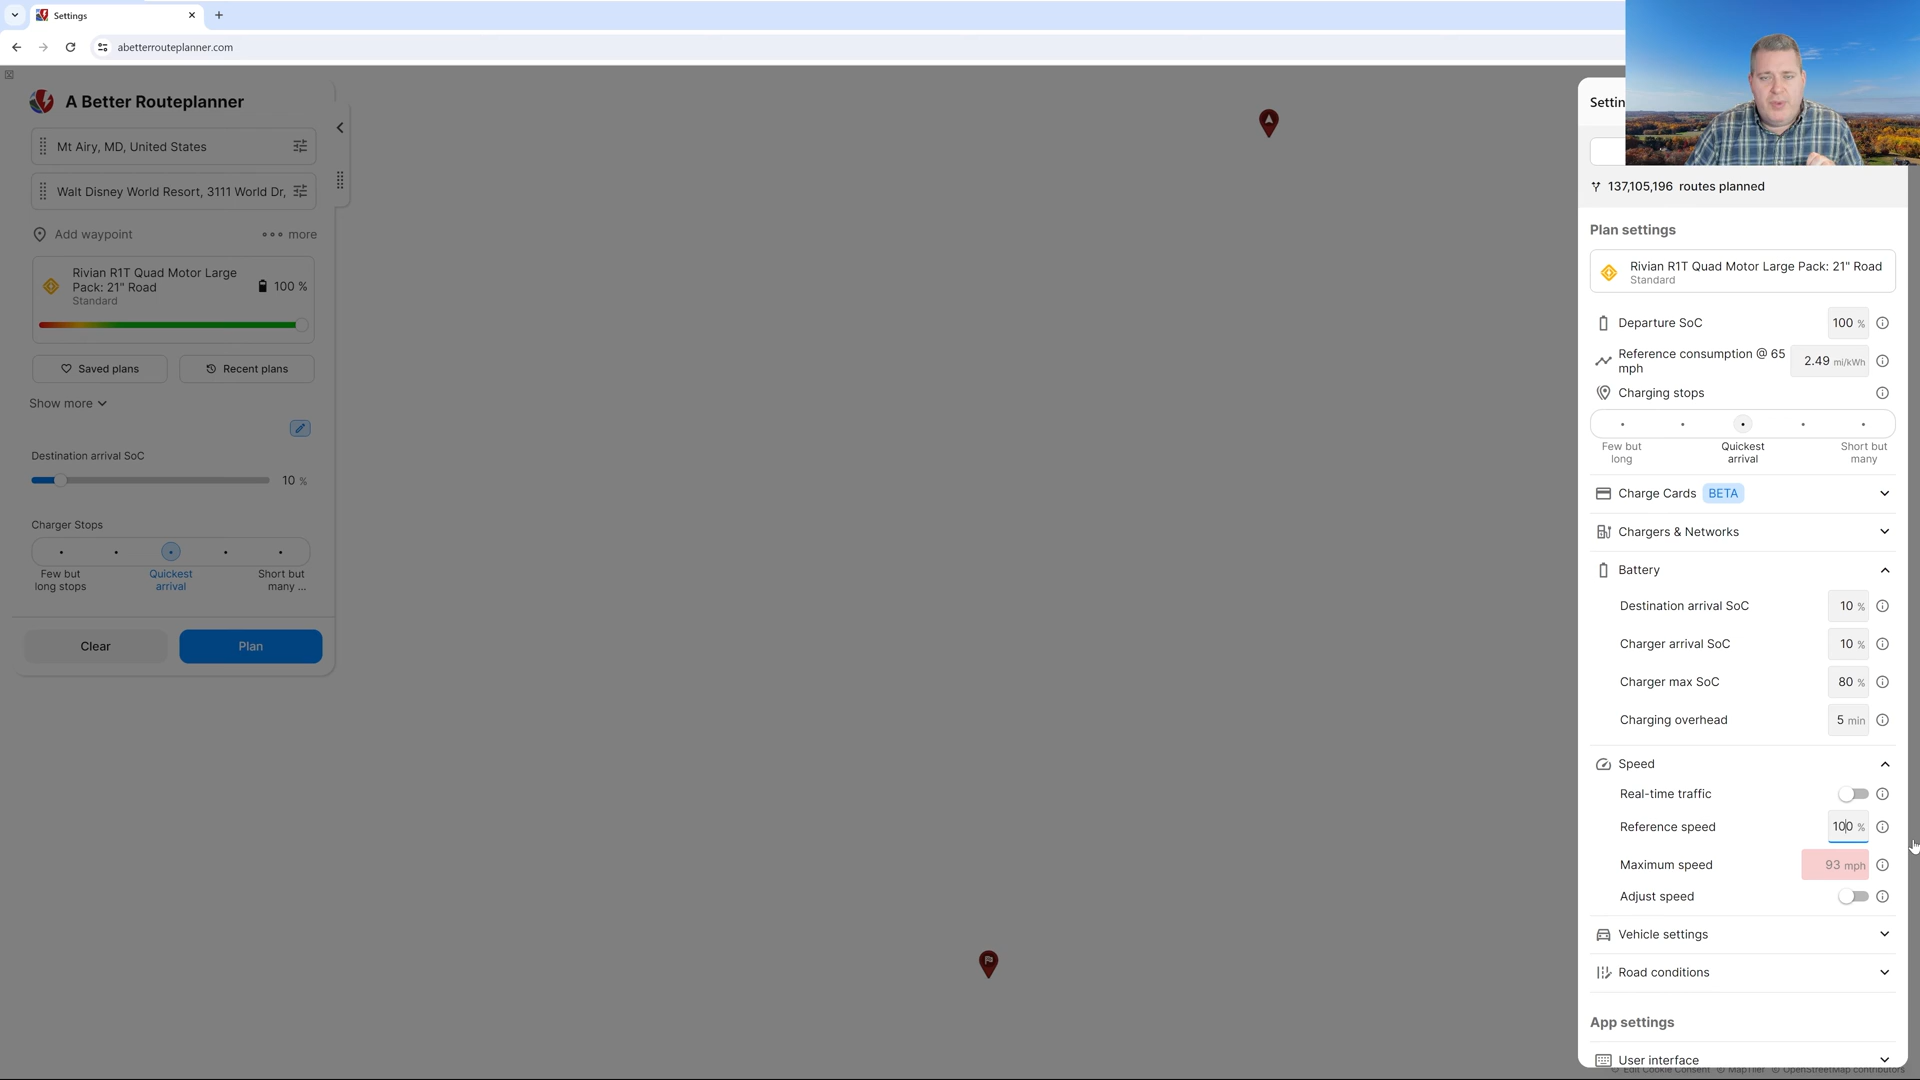 Settings
abetterrouteplanner.com
A Better Routeplanner
Mt Airy, MD, United States
Walt Disney World Resort, 3111 World Dr,
Add waypoint
more
Rivian R1T Quad Motor Large
Pack: 21" Road
Standard
100 %
Saved plans
Recent plans
Show more
Destination arrival SoC
10 %
Charger Stops
Few but
long stops
Quickest
arrival
Short but
many ...
Clear
Plan
Settin
137,105,196 routes planned
Plan settings
Rivian R1T Quad Motor Large Pack: 21" Road
Standard
Departure SoC
100 %
Reference consumption @ 65
mph
2.49 mi/kWh
Charging stops
Few but
long
Quickest
arrival
Short but
many
Charge Cards BETA
Chargers & Networks
Battery
Destination arrival SoC
10 %
Charger arrival SoC
10 %
Charger max SoC
80 %
Charging overhead
5 min
Speed
Real-time traffic
Reference speed
100 %
Maximum speed
93 mph
Adjust speed
Vehicle settings
Road conditions
App settings
User interface
Edit Cookie Consent © MapTiler © OpenStreetMap contributors